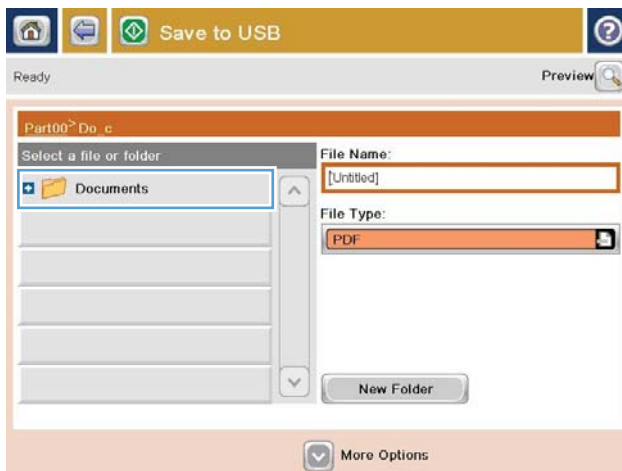 Save to USB
?
Ready
Preview
Part00>Do_c
Select a file or folder
Documents
File Name:
[Untitled]
File Type:
PDF
New Folder
More Options